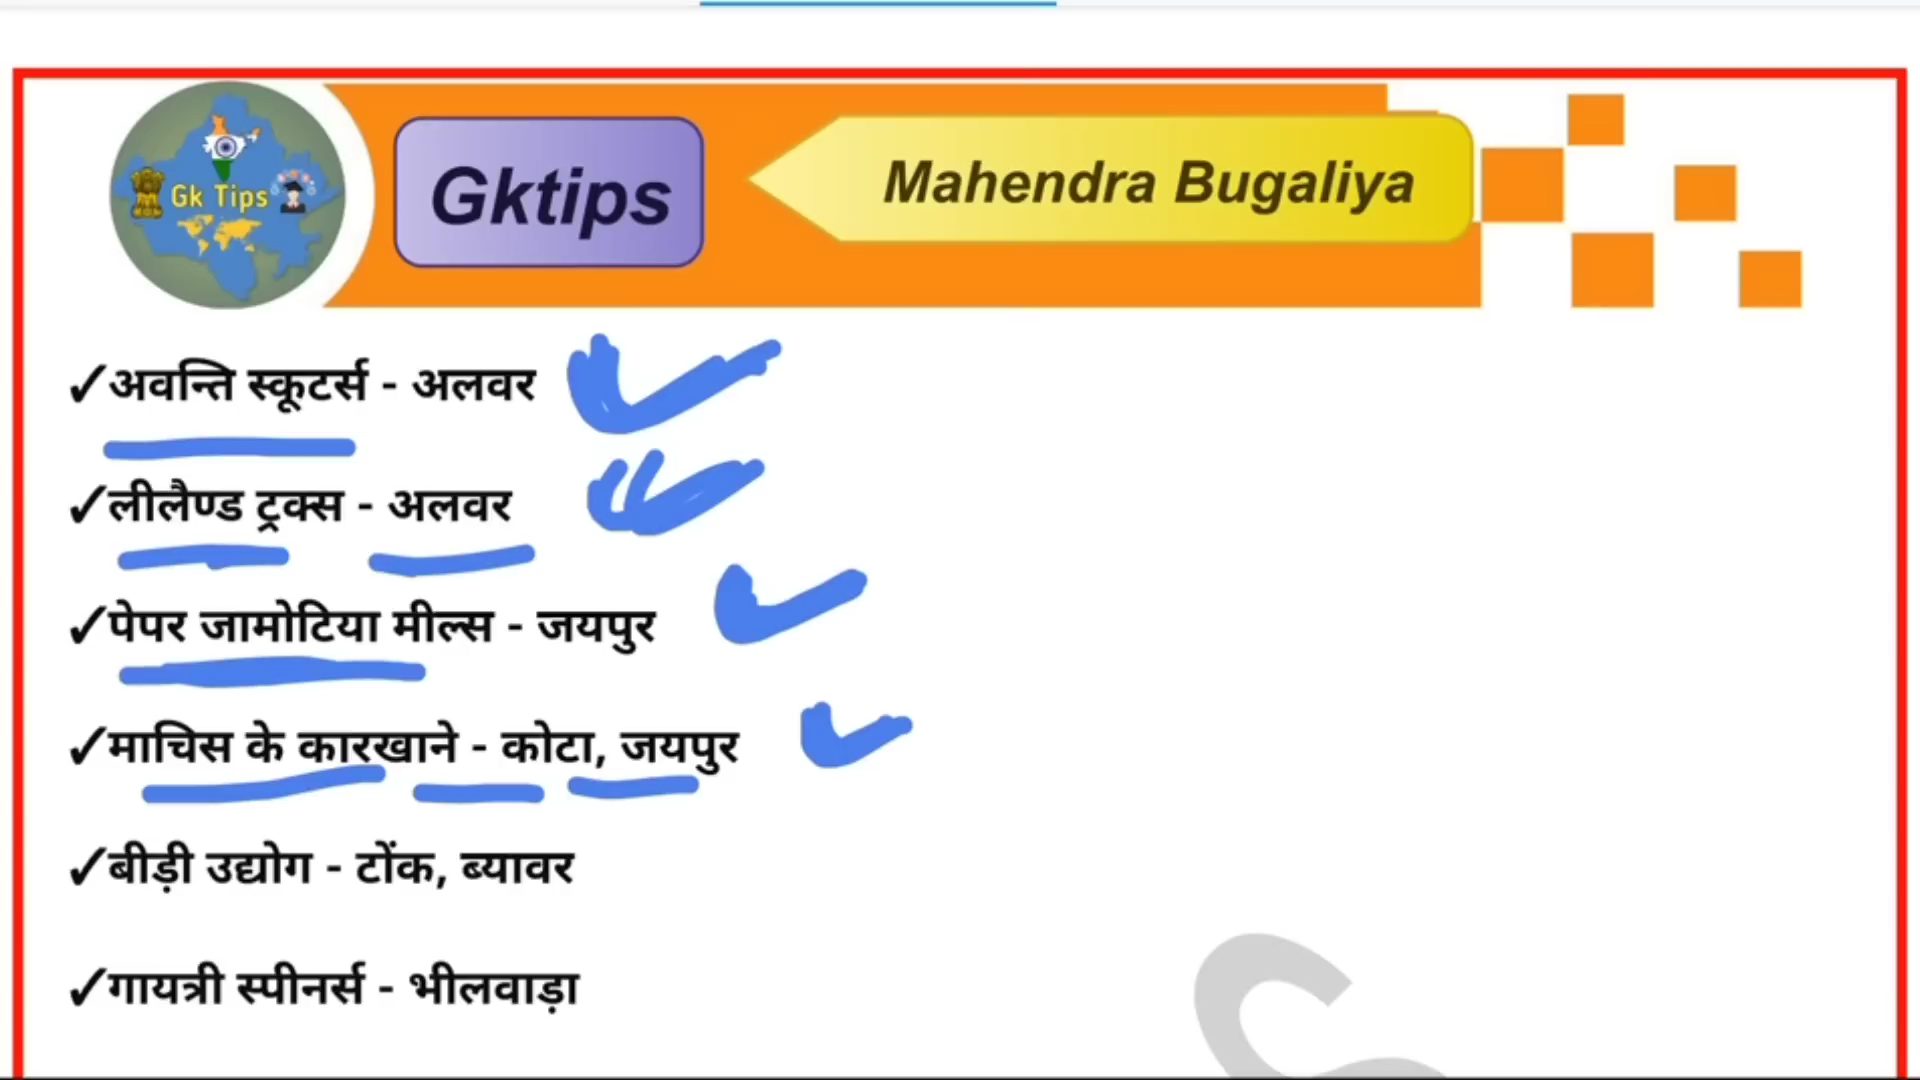 Gk Tips
Gktips
Mahendra Bugaliya
✓अवन्ति स्कूटर्स - अलवर
✓लीलैण्ड ट्रक्स - अलवर
✓पेपर जामोटिया मील्स - जयपुर
✓माचिस के कारखाने - कोटा, जयपुर
✓बीड़ी उद्योग - टोंक, ब्यावर
✓गायत्री स्पीनर्स - भीलवाड़ा